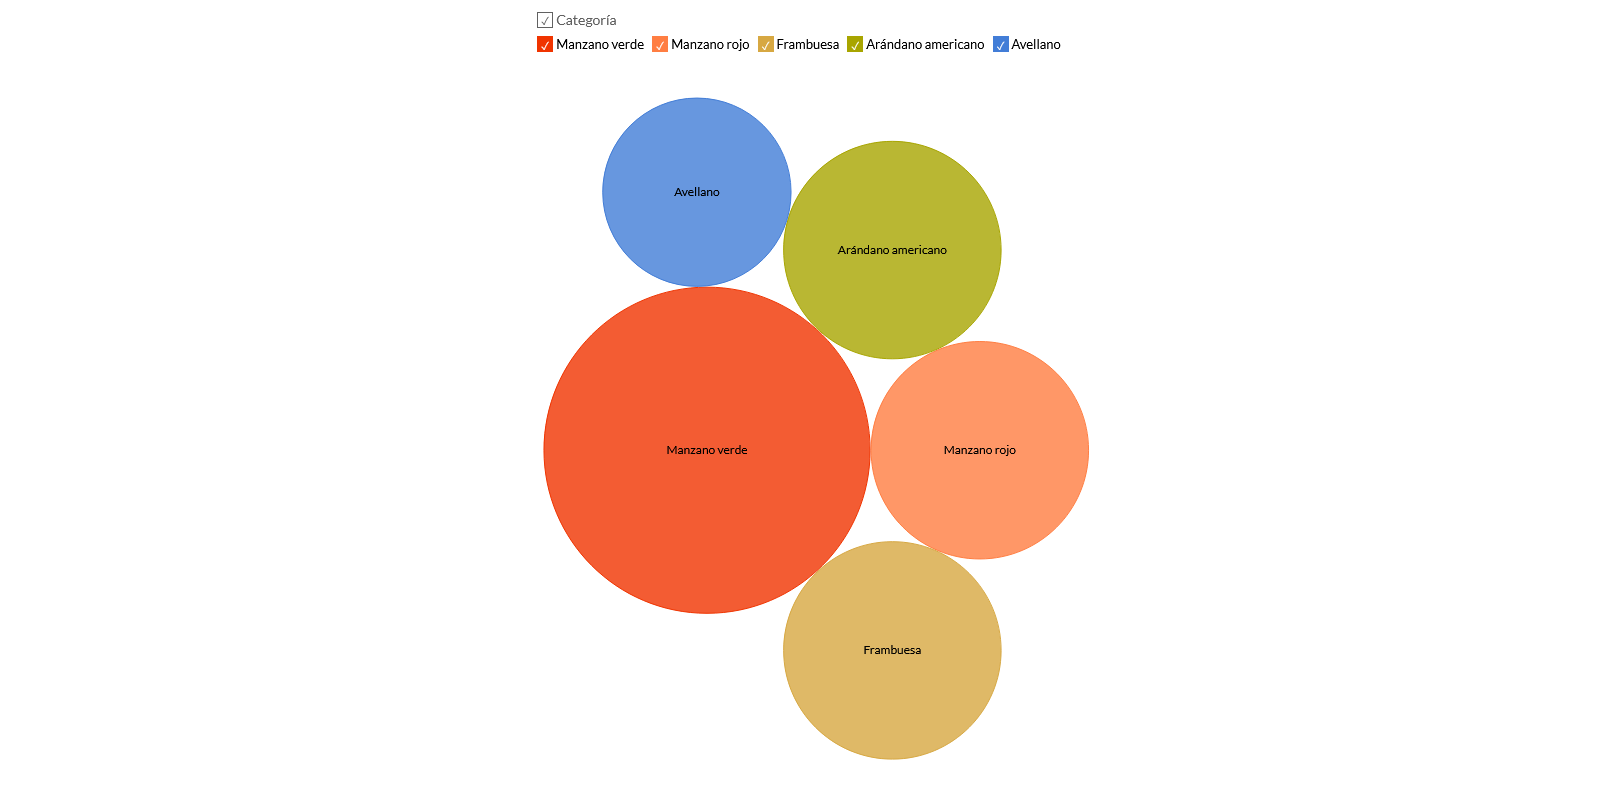 Categoría
Manzano verde Manzano rojo Frambuesa Arándano americano Avellano
Avellano
Arándano americano
Manzano verde
Manzano rojo
Frambuesa